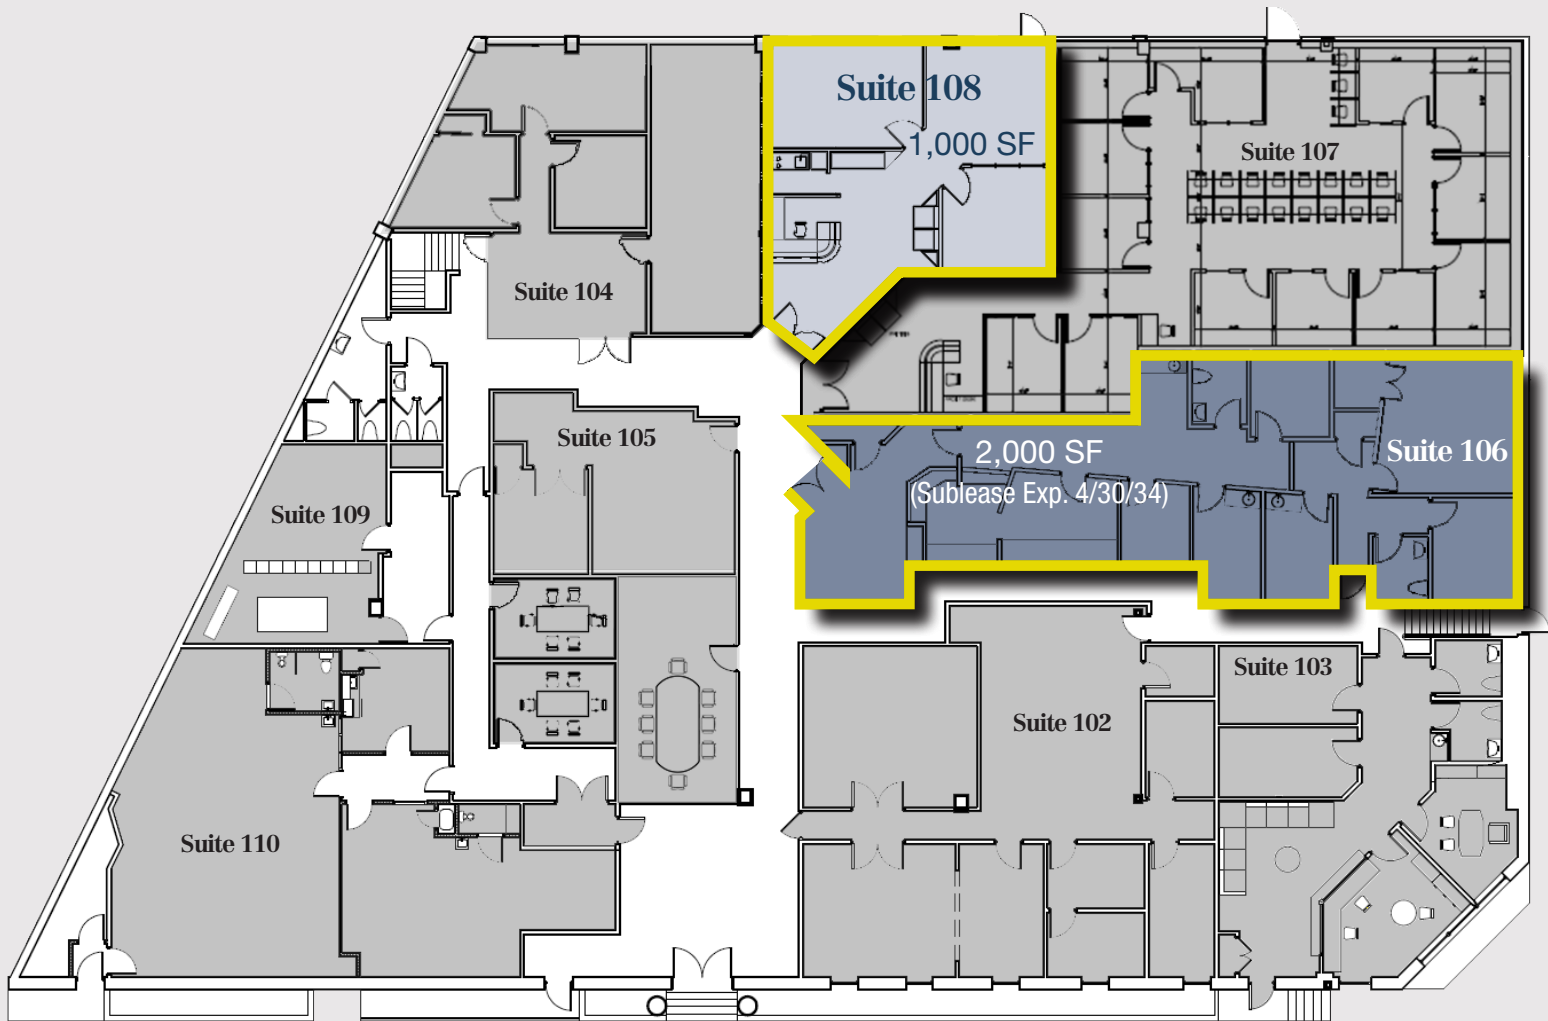 Suite 108
1,000 SF
Suite 107
Suite 104
Suite 105
2,000 SF
Suite 106
(Sublease Exp. 4/30/34)
Suite 109
Suite 103
Suite 102
Suite 110